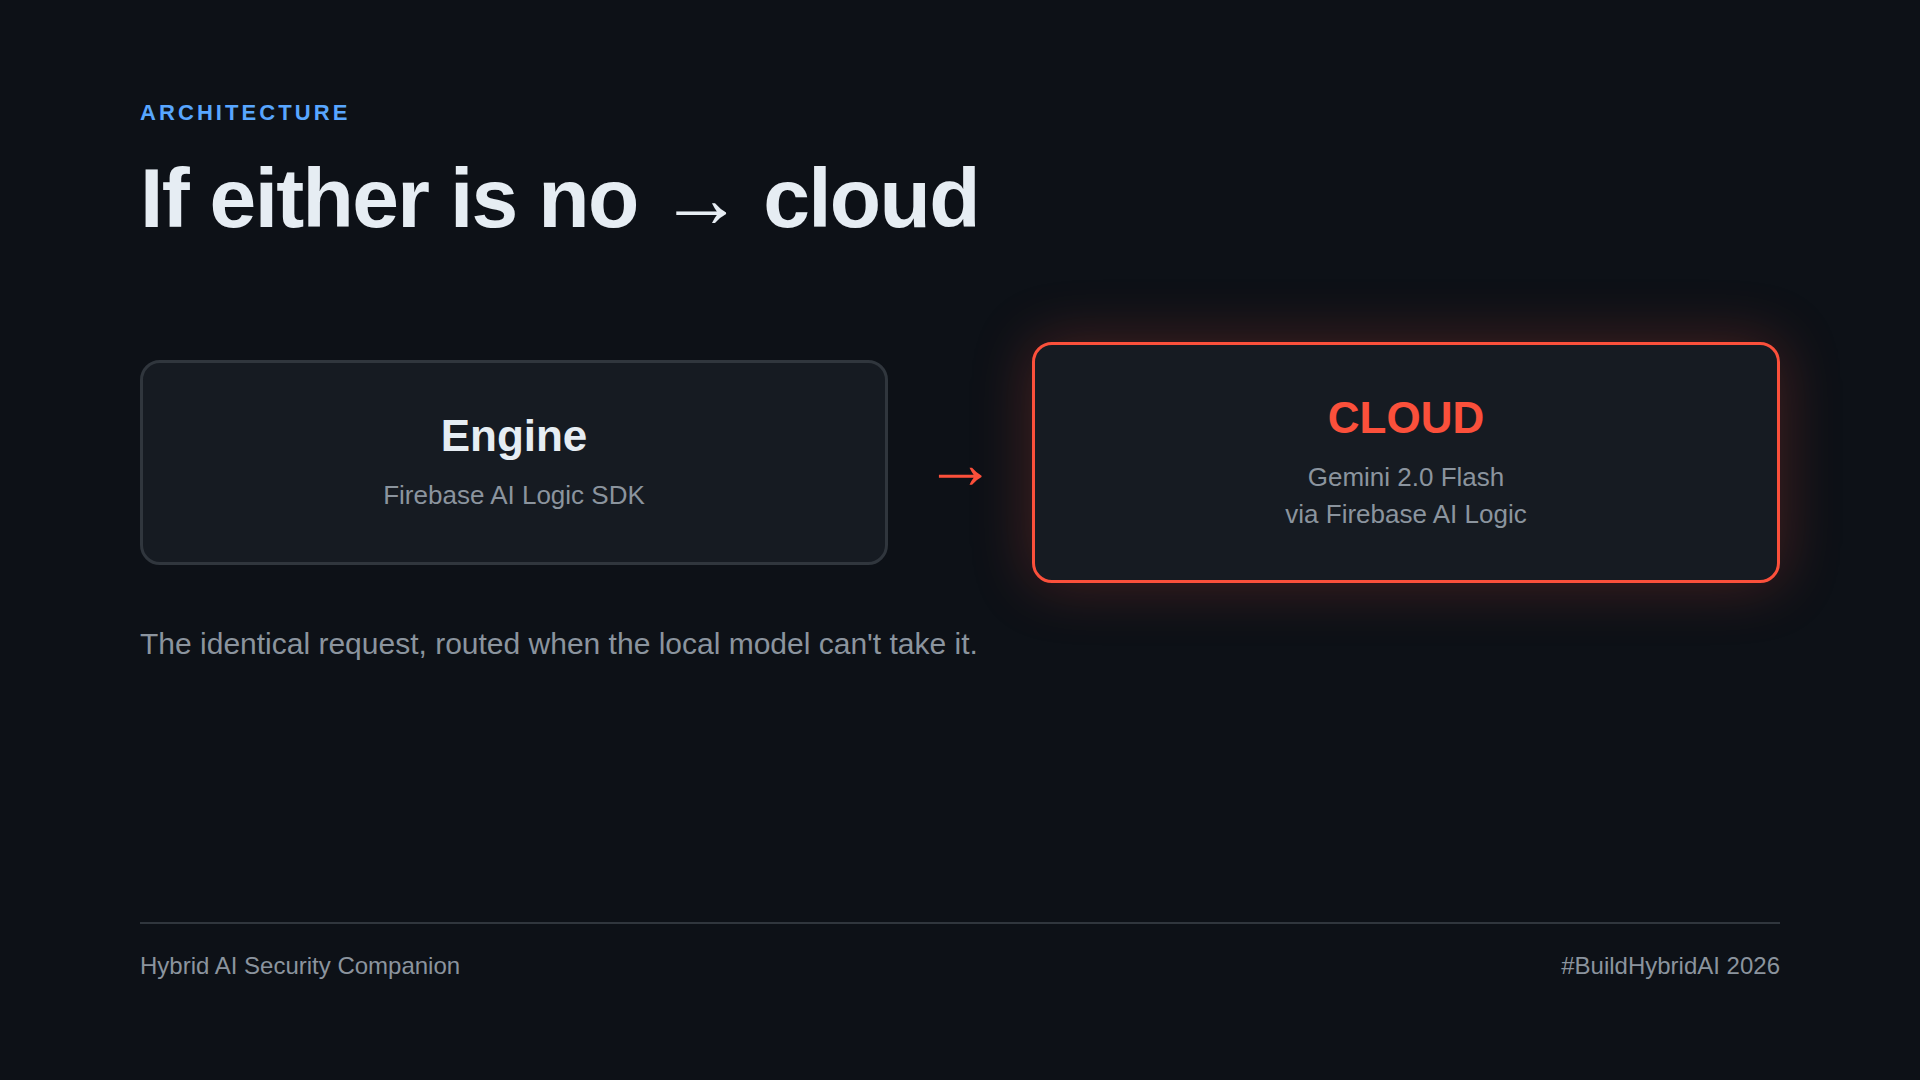 ARCHITECTURE
If either is no → cloud
Engine
Firebase AI Logic SDK
→
CLOUD
Gemini 2.0 Flash
via Firebase AI Logic
The identical request, routed when the local model can't take it.
Hybrid AI Security Companion
#BuildHybridAI 2026